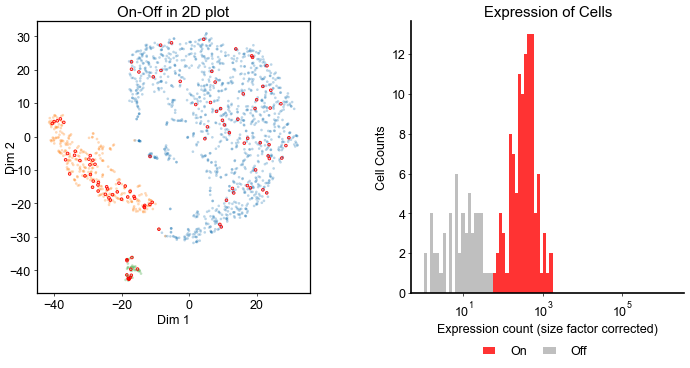 On-Off in 2D plot
30
20
10
0
−10
−20
−30
−40
Dim 2
−40
−20
0
20
Dim 1
Expression of Cells
12
10
8
6
4
2
0
Cell Counts
10^1
10^3
10^5
Expression count (size factor corrected)
On
Off